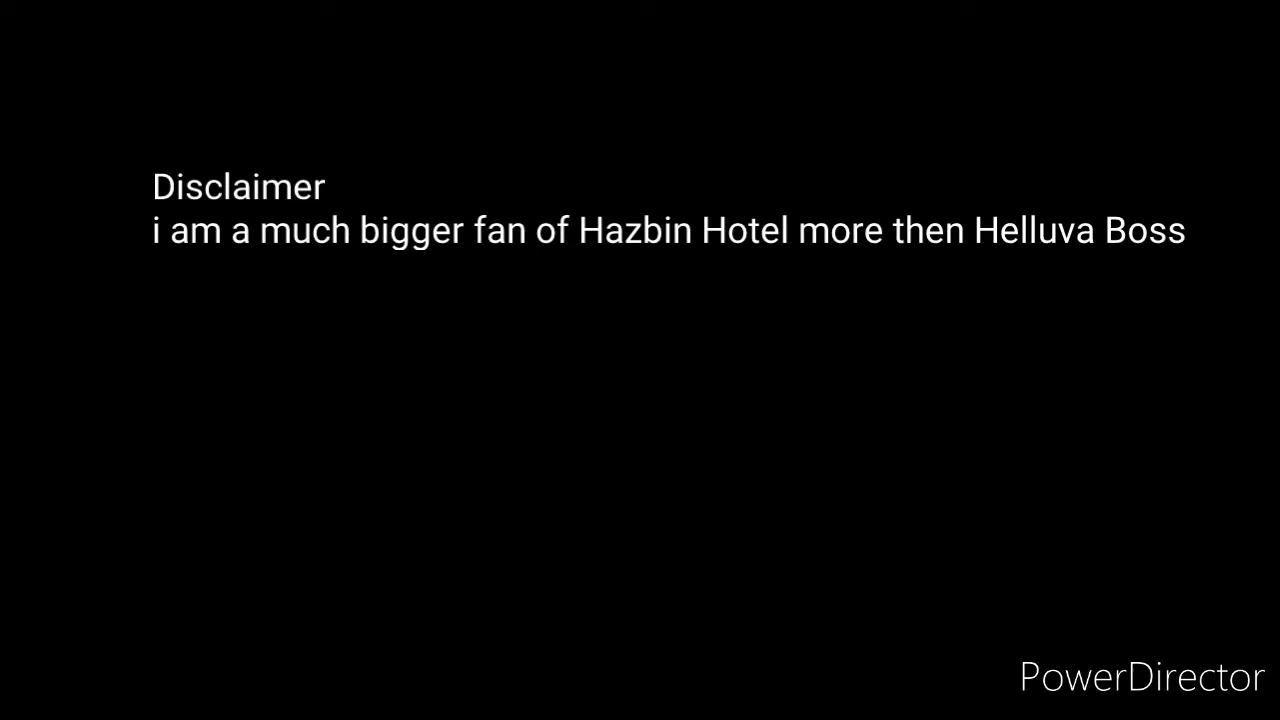 Disclaimer
i am a much bigger fan of Hazbin Hotel more then Helluva Boss
PowerDirector